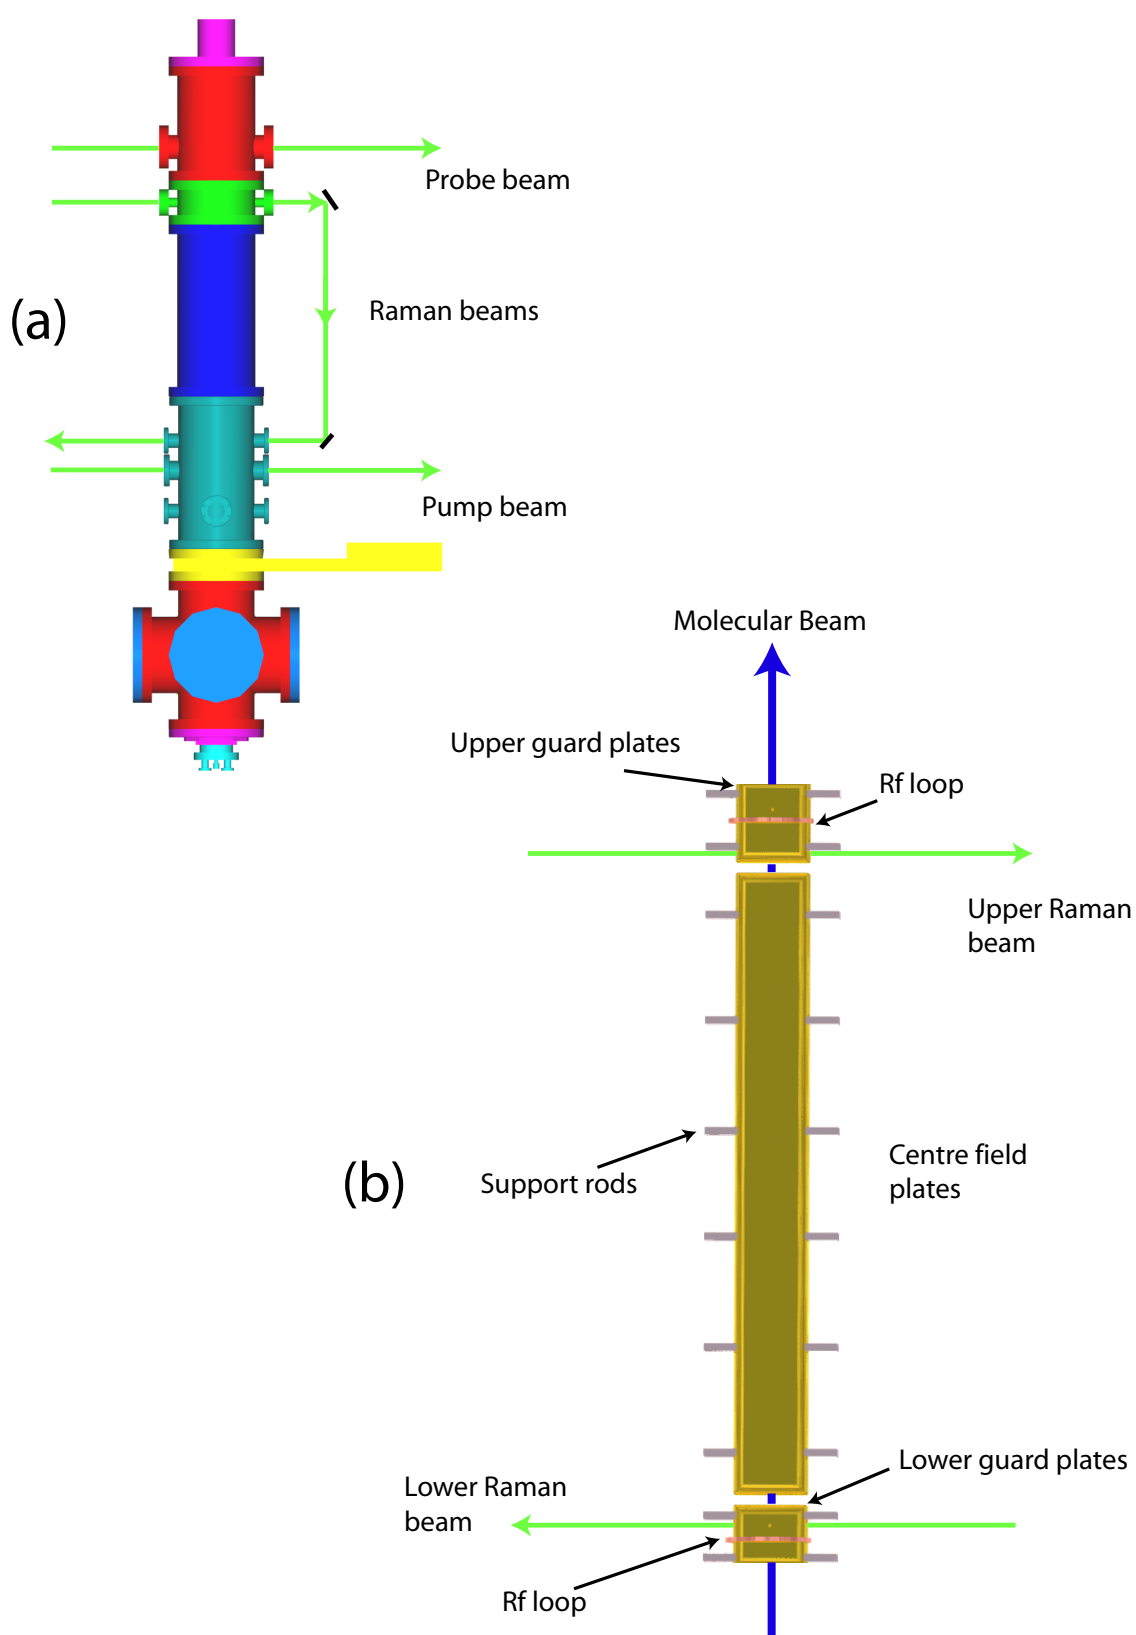 Probe beam
(a)
Raman beams
Pump beam
Molecular Beam
Upper guard plates
Rf loop
Upper Raman
beam
(b)
Support rods
Centre field
plates
Lower guard plates
Lower Raman
beam
Rf loop